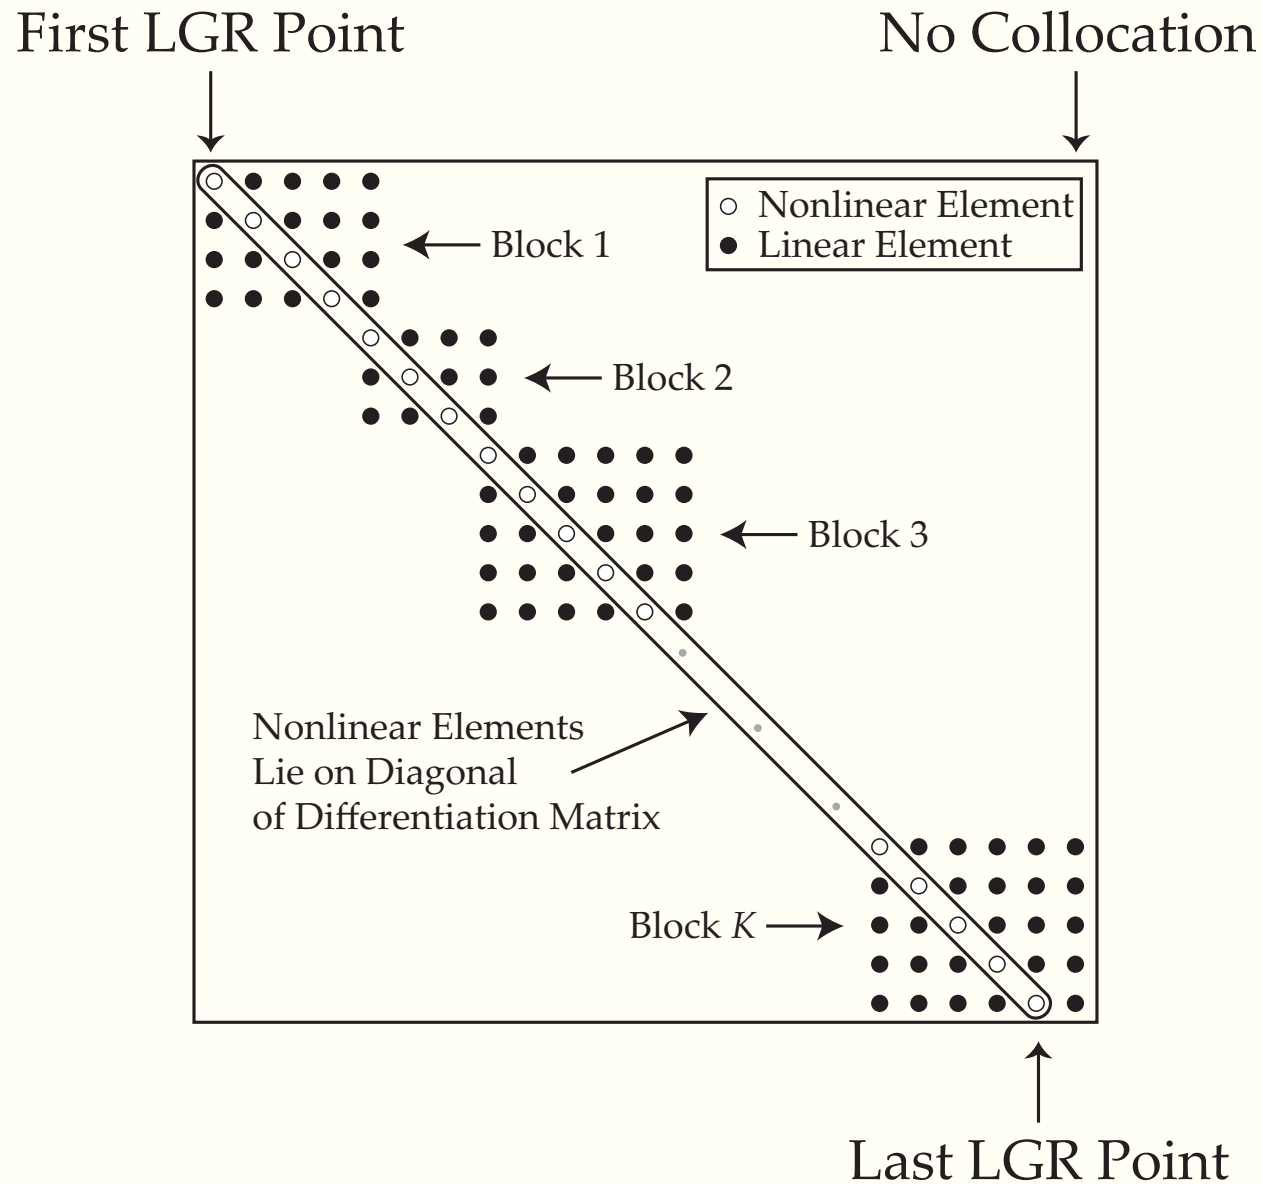 First LGR Point
No Collocation
Nonlinear Element
Linear Element
Block 1
Block 2
Block 3
Nonlinear Elements
Lie on Diagonal
of Differentiation Matrix
Block K
Last LGR Point